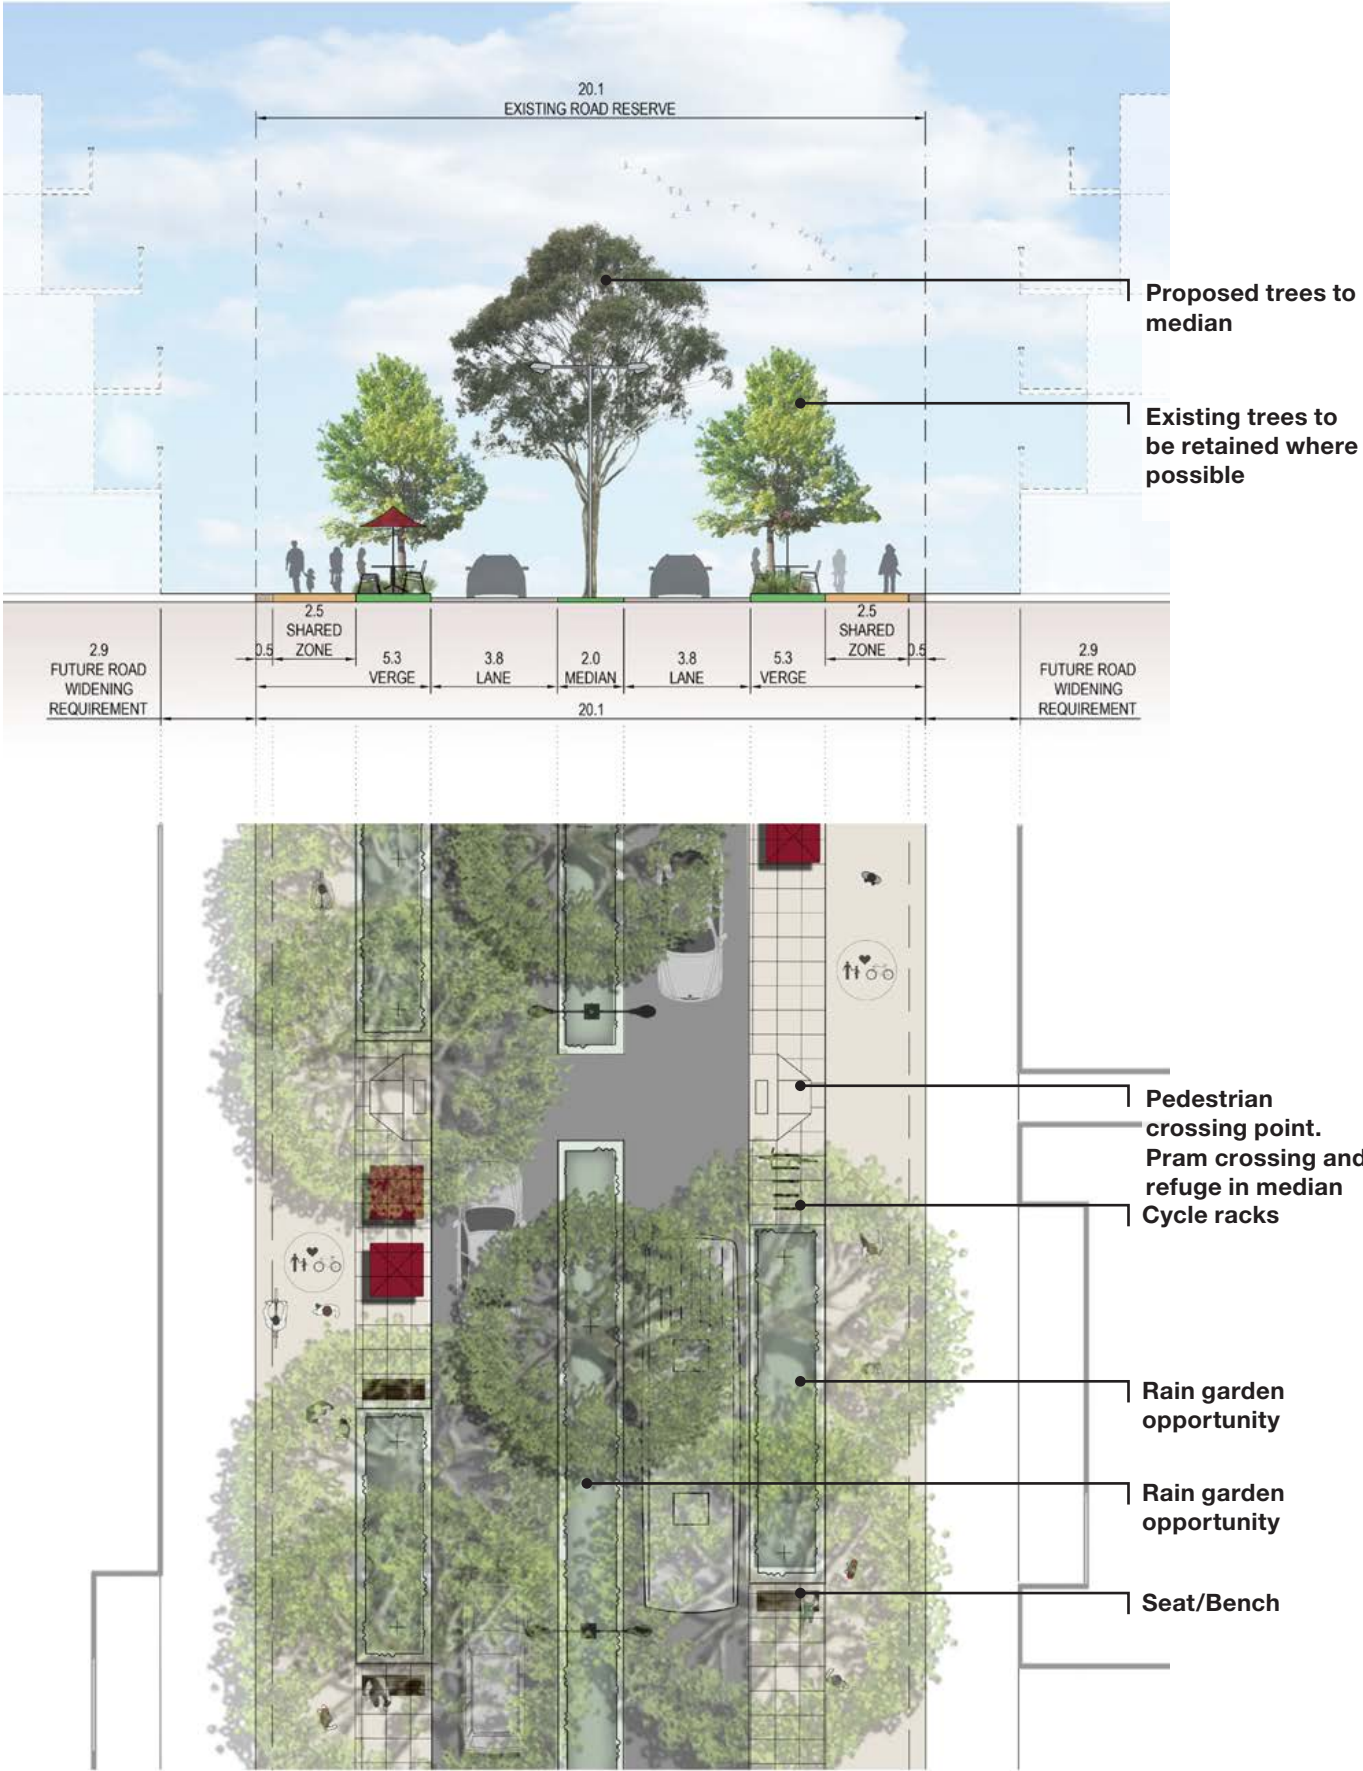 20.1
EXISTING ROAD RESERVE
Proposed trees to
median
Existing trees to
be retained where
possible
2.9
FUTURE ROAD
WIDENING
REQUIREMENT
0.5
2.5
SHARED
ZONE
5.3
VERGE
3.8
LANE
2.0
MEDIAN
3.8
LANE
5.3
VERGE
2.5
SHARED
ZONE
0.5
2.9
FUTURE ROAD
WIDENING
REQUIREMENT
20.1
Pedestrian
crossing point.
Pram crossing and
refuge in median
Cycle racks
Rain garden
opportunity
Rain garden
opportunity
Seat/Bench